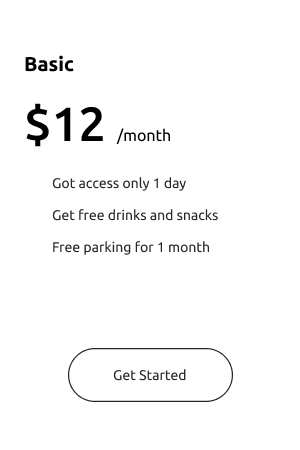 Basic
$12 /month
Got access only 1 day
Get free drinks and snacks
Free parking for 1 month
Get Started